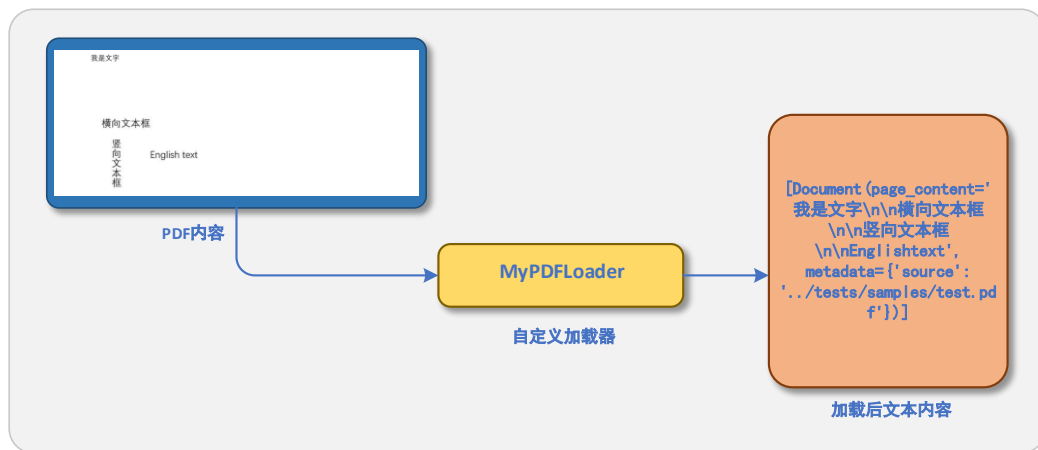 我是文字
横向文本框
竖向文本框
English text
PDF内容
MyPDFLoader
自定义加载器
[Document(page_content='
我是文字\n\n横向文本框
\n\n竖向文本框
\n\nEnglishtext',
metadata={'source':
'../tests/samples/test.pd
f'})]
加载后文本内容